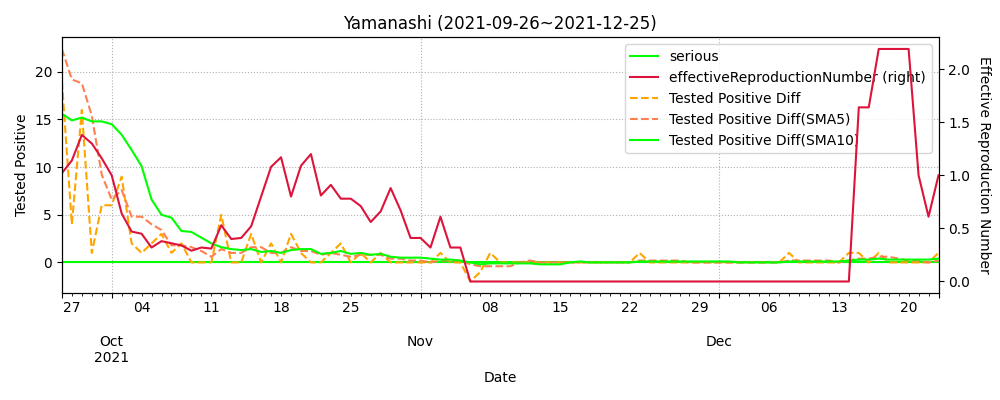 Yamanashi (2021-09-26~2021-12-25)
serious
effectiveReproductionNumber (right)
Tested Positive Diff
Tested Positive Diff(SMA5)
Tested Positive Diff(SMA10)
Tested Positive
20
15
10
5
0
Effective Reproduction Number
2.0
1.5
1.0
0.5
0.0
27 04 11 18 25 08 15 22 29 06 13 20
Oct Nov Dec
2021
Date